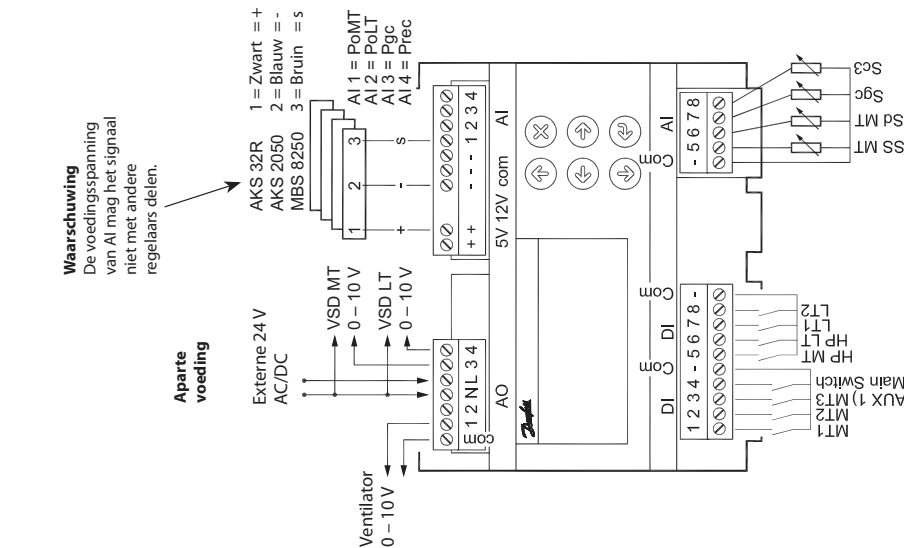 Waarschuwing
De voedingsspanning
van AI mag het signaal
niet met andere
regelaars delen.
Aparte
voeding
Externe 24 V
AC/DC
AKS 32R
AKS 2050
MBS 8250
1 = Zwart = +
2 = Blauw = -
3 = Bruin = s
AI 1 = PoMT
AI 2 = PoLT
AI 3 = Pgc
AI 4 = Prec
1 2 3
+ - s
Ventilator
0 – 10 V
VSD MT
0 – 10 V
VSD LT
0 – 10 V
com 1 2 N L 3 4
AO
+ + - - - 1 2 3 4
5V 12V com AI
Danfoss
DI Com DI Com
1 2 3 4 - 5 6 7 8 -
Com AI
- 5 6 7 8
MT1
MT2
AUX 1) MT3
Main Switch
HP MT
HP LT
LT1
LT2
SS MT
Sd MT
Sgc
Sc3